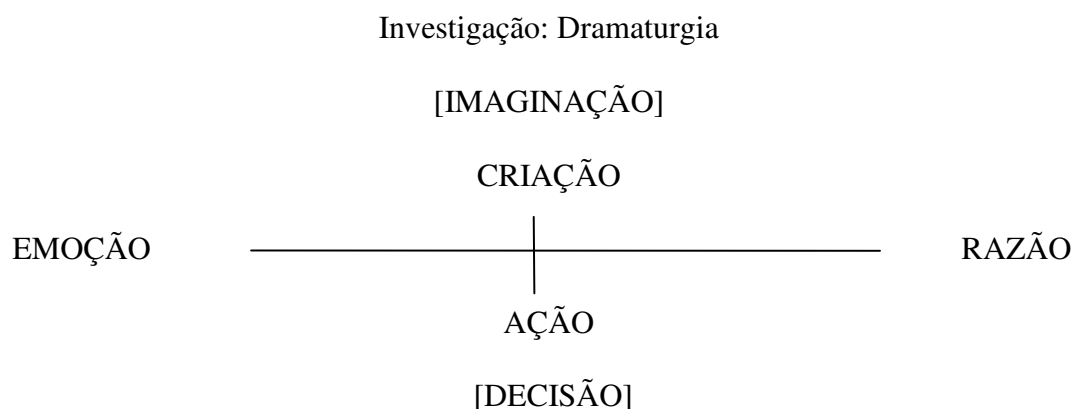 Investigação: Dramaturgia
[IMAGINAÇÃO]
CRIAÇÃO
EMOÇÃO RAZÃO
AÇÃO
[DECISÃO]